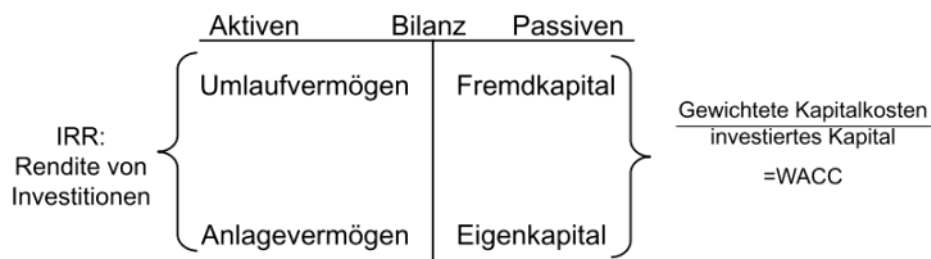 Aktiven Bilanz Passiven
Umlaufvermögen Fremdkapital
IRR:
Rendite von
Investitionen
Gewichtete Kapitalkosten
investiertes Kapital
=WACC
Anlagevermögen Eigenkapital